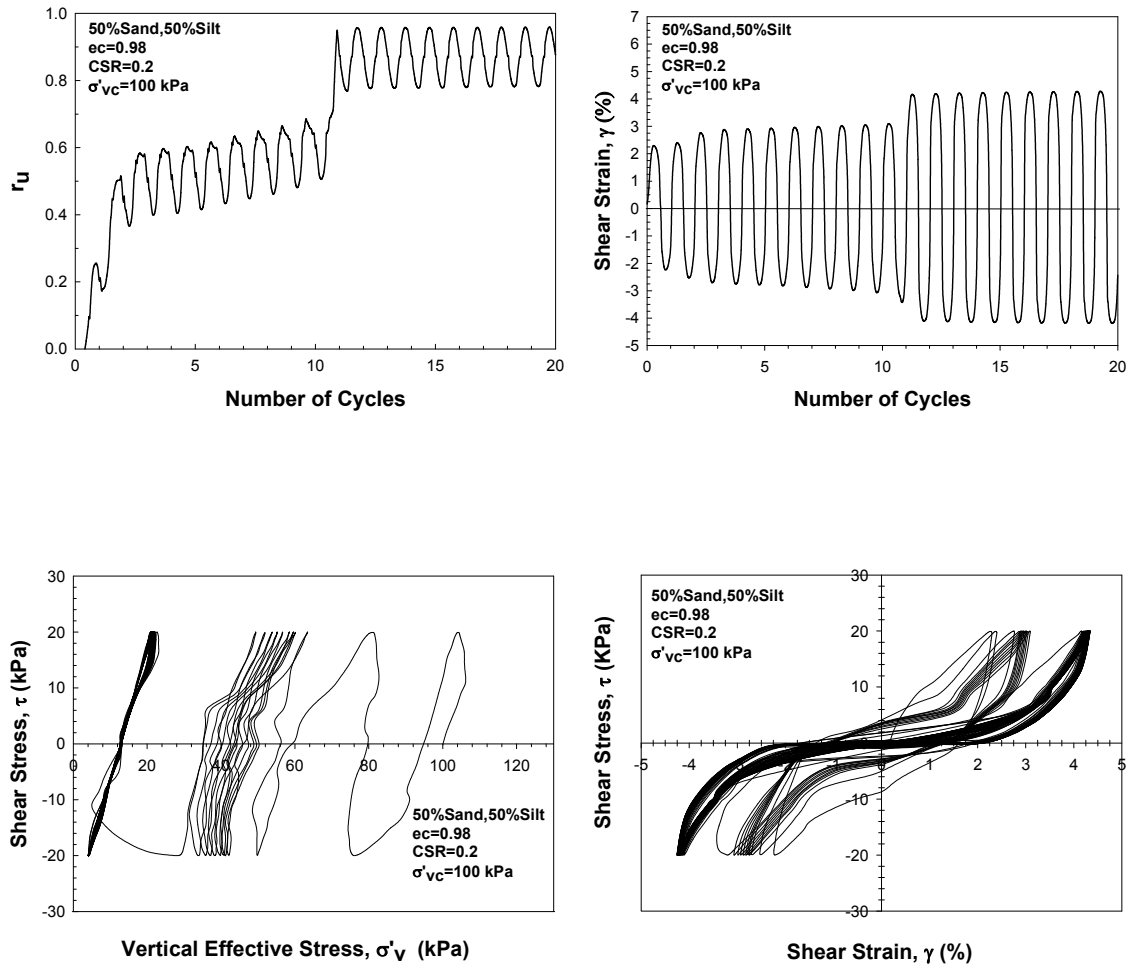 50%Sand,50%Silt
ec=0.98
CSR=0.2
σ'vc=100 kPa
1.0
0.8
0.6
0.4
0.2
0.0
ru
0 5 10 15 20
Number of Cycles
50%Sand,50%Silt
ec=0.98
CSR=0.2
σ'vc=100 kPa
7
6
5
4
3
2
1
0
-1
-2
-3
-4
-5
Shear Strain, γ (%)
0 5 10 15 20
Number of Cycles
30
20
10
0
-10
-20
-30
Shear Stress, τ (kPa)
20 40 60 80 100 120
50%Sand,50%Silt
ec=0.98
CSR=0.2
σ'vc=100 kPa
Vertical Effective Stress, σ'v (kPa)
50%Sand,50%Silt
ec=0.98
CSR=0.2
σ'vc=100 kPa
30
20
10
-10
-20
-30
Shear Stress, τ (KPa)
-5 -4 -3 0 1 2 3 4 5
Shear Strain, γ (%)